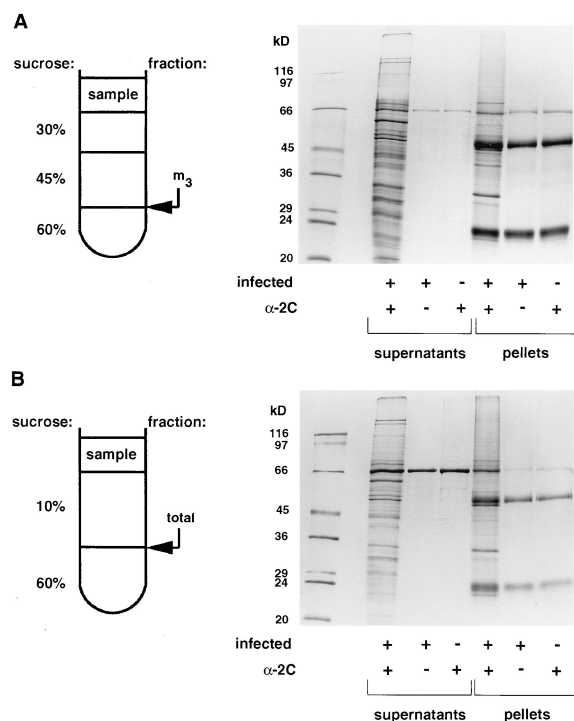 A
sucrose: fraction:
sample
30%
45%
m3
60%
kD
116
97
66
45
36
29
24
20
infected + + - + + -
α-2C + - + + - +
supernatants pellets
B
sucrose: fraction:
sample
10%
total
60%
kD
116
97
66
45
36
29
24
20
infected + + - + + -
α-2C + - + + - +
supernatants pellets